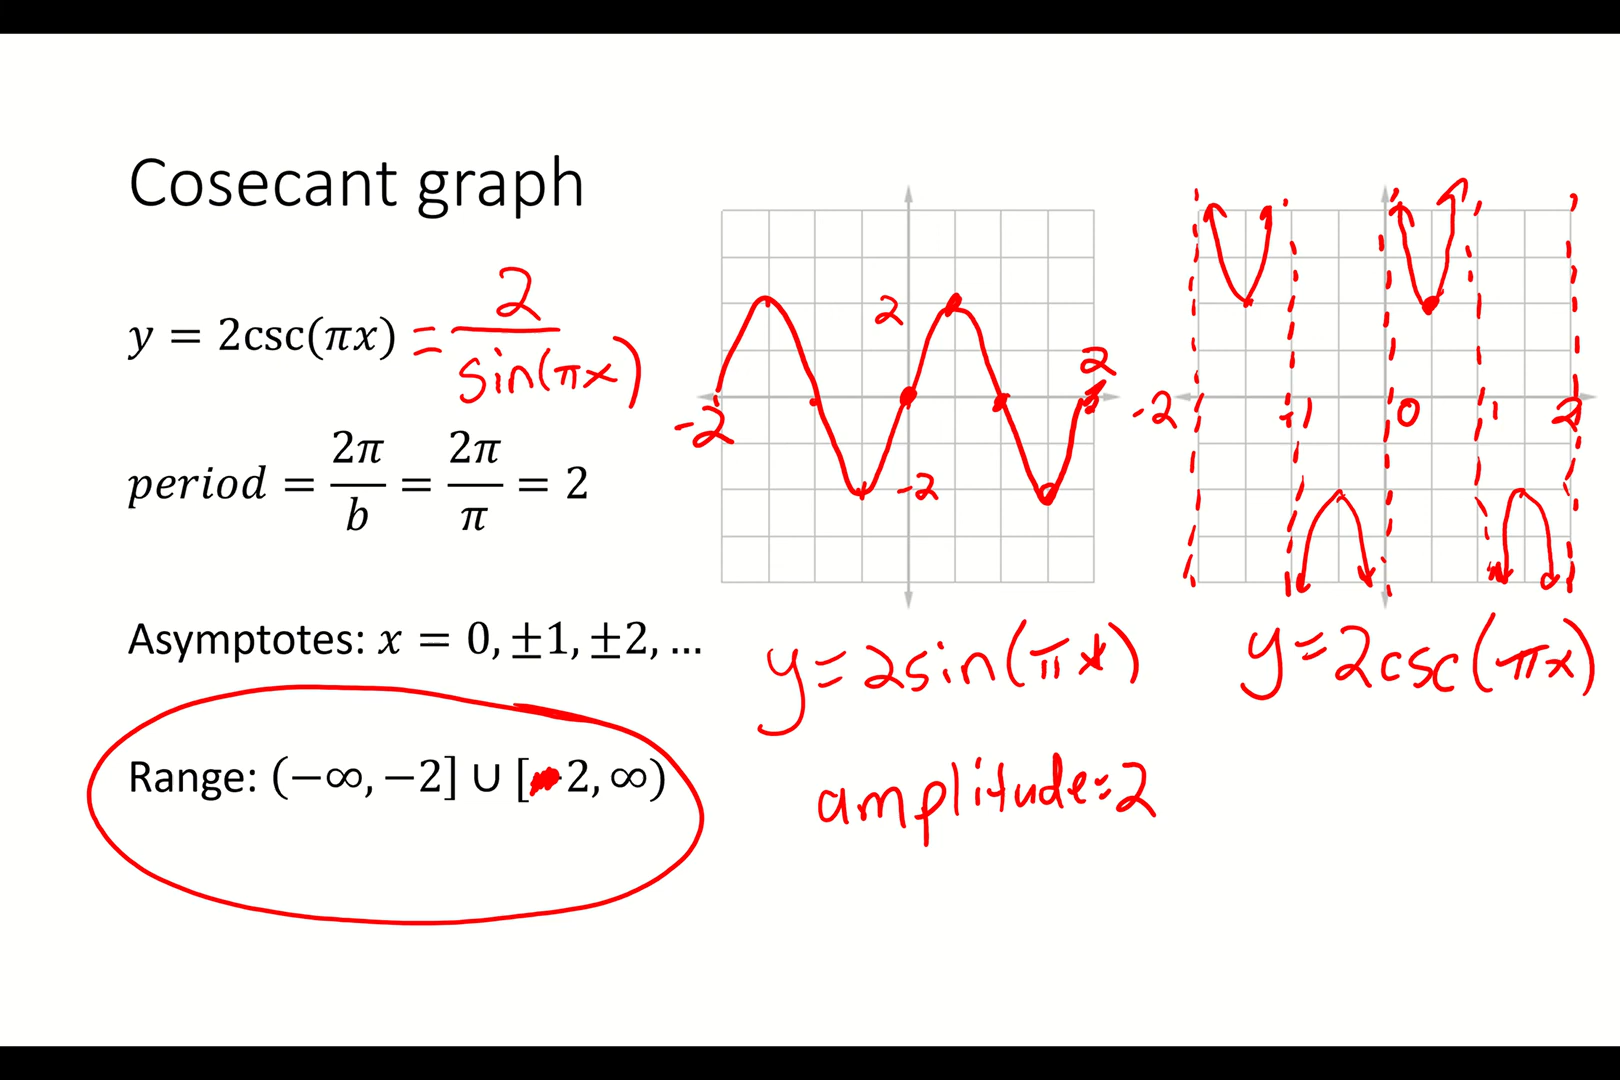 Cosecant graph
y = 2csc(πx) = 2/sin(πx)
period = 2π/b = 2π/π = 2
Asymptotes: x = 0, ±1, ±2, ...
Range: (−∞, −2] ∪ [2, ∞)
2
-2
2
-2
y=2sin(πx)
amplitude=2
-2
-1
0
1
2
y=2csc(πx)